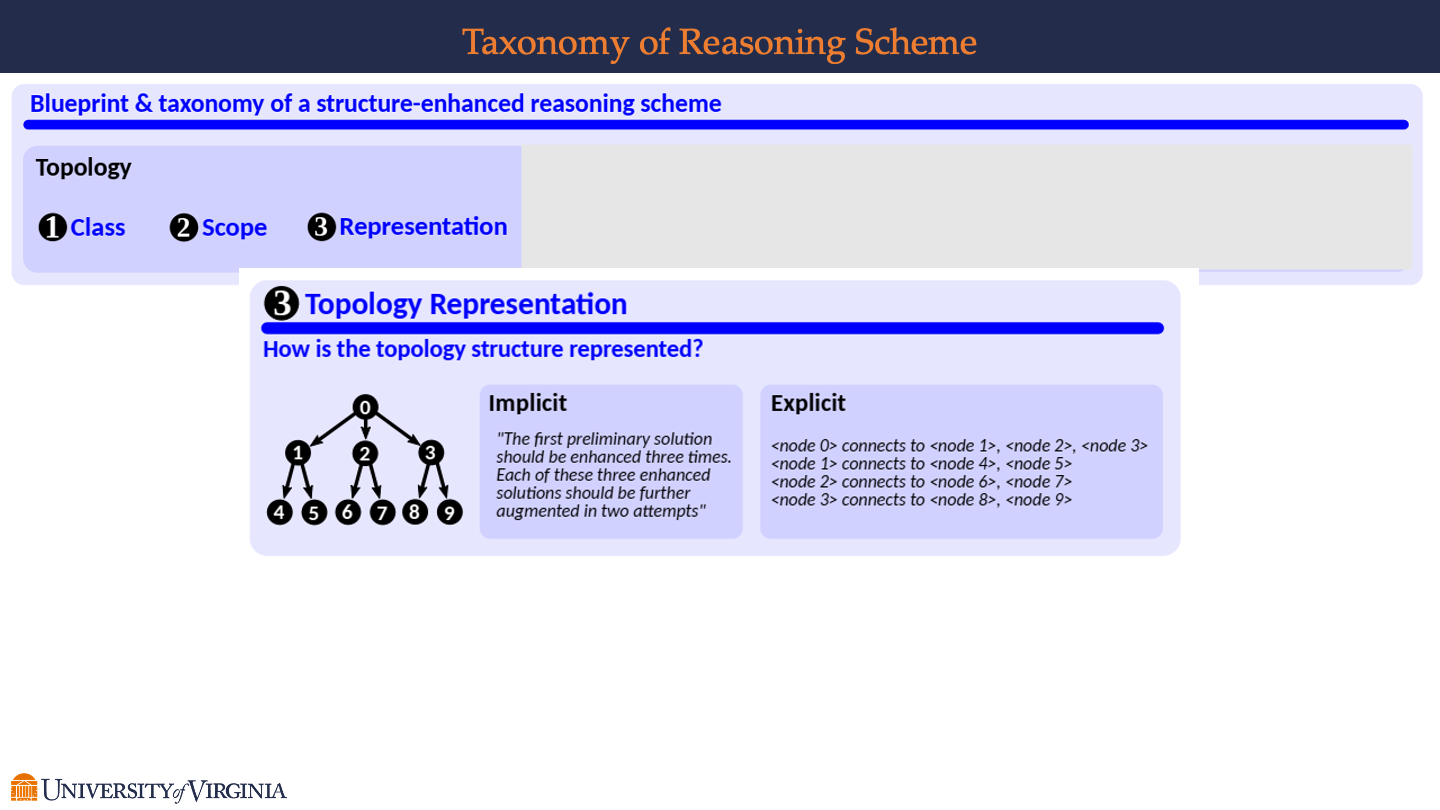 Taxonomy of Reasoning Scheme
Blueprint & taxonomy of a structure-enhanced reasoning scheme
Topology
1 Class 2 Scope 3 Representation
3 Topology Representation
How is the topology structure represented?
0
1 2 3
4 5 6 7 8 9
Implicit
"The first preliminary solution
should be enhanced three times.
Each of these three enhanced
solutions should be further
augmented in two attempts"
Explicit
<node 0> connects to <node 1>, <node 2>, <node 3>
<node 1> connects to <node 4>, <node 5>
<node 2> connects to <node 6>, <node 7>
<node 3> connects to <node 8>, <node 9>
UNIVERSITY of VIRGINIA